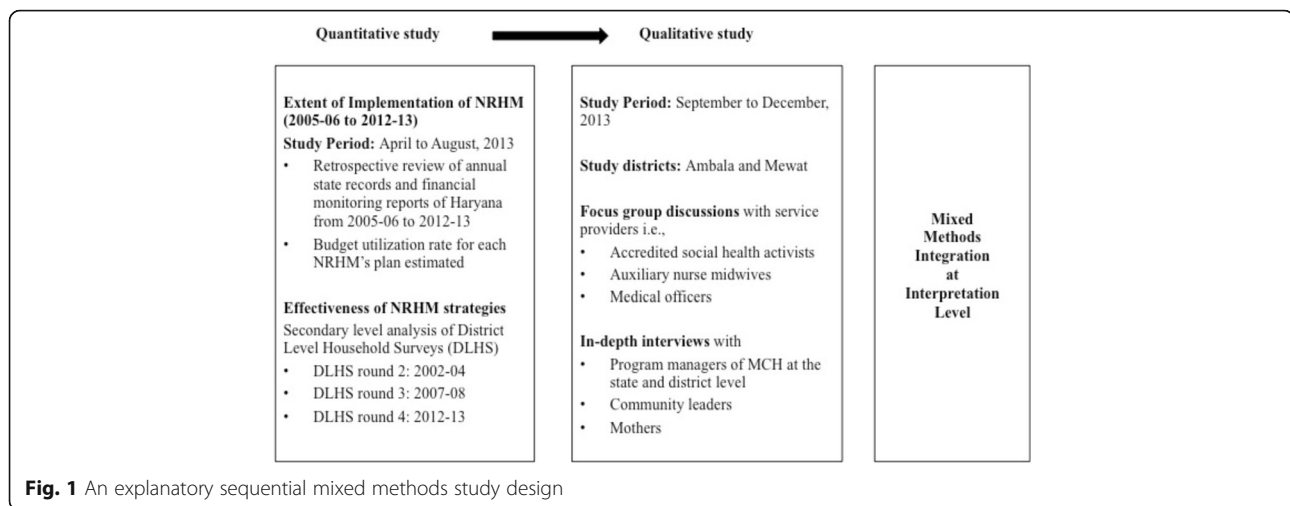 Quantitative study
Qualitative study
Extent of Implementation of NRHM
(2005-06 to 2012-13)
Study Period: April to August, 2013
• Retrospective review of annual
state records and financial
monitoring reports of Haryana
from 2005-06 to 2012-13
• Budget utilization rate for each
NRHM's plan estimated
Effectiveness of NRHM strategies
Secondary level analysis of District
Level Household Surveys (DLHS)
• DLHS round 2: 2002-04
• DLHS round 3: 2007-08
• DLHS round 4: 2012-13
Study Period: September to December,
2013
Study districts: Ambala and Mewat
Focus group discussions with service
providers i.e.,
• Accredited social health activists
• Auxiliary nurse midwives
• Medical officers
In-depth interviews with
• Program managers of MCH at the
state and district level
• Community leaders
• Mothers
Mixed
Methods
Integration
at
Interpretation
Level
Fig. 1 An explanatory sequential mixed methods study design